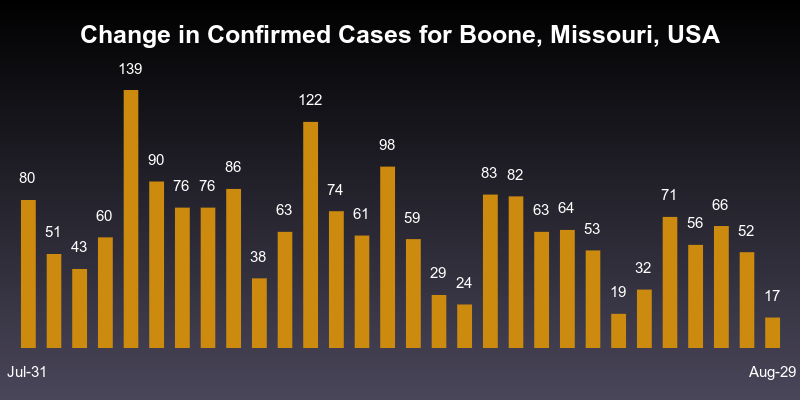 Change in Confirmed Cases for Boone, Missouri, USA
80 51 43 60 139 90 76 76 86 38 63 122 74 61 98 59 29 24 83 82 63 64 53 19 32 71 56 66 52 17
Jul-31 Aug-29